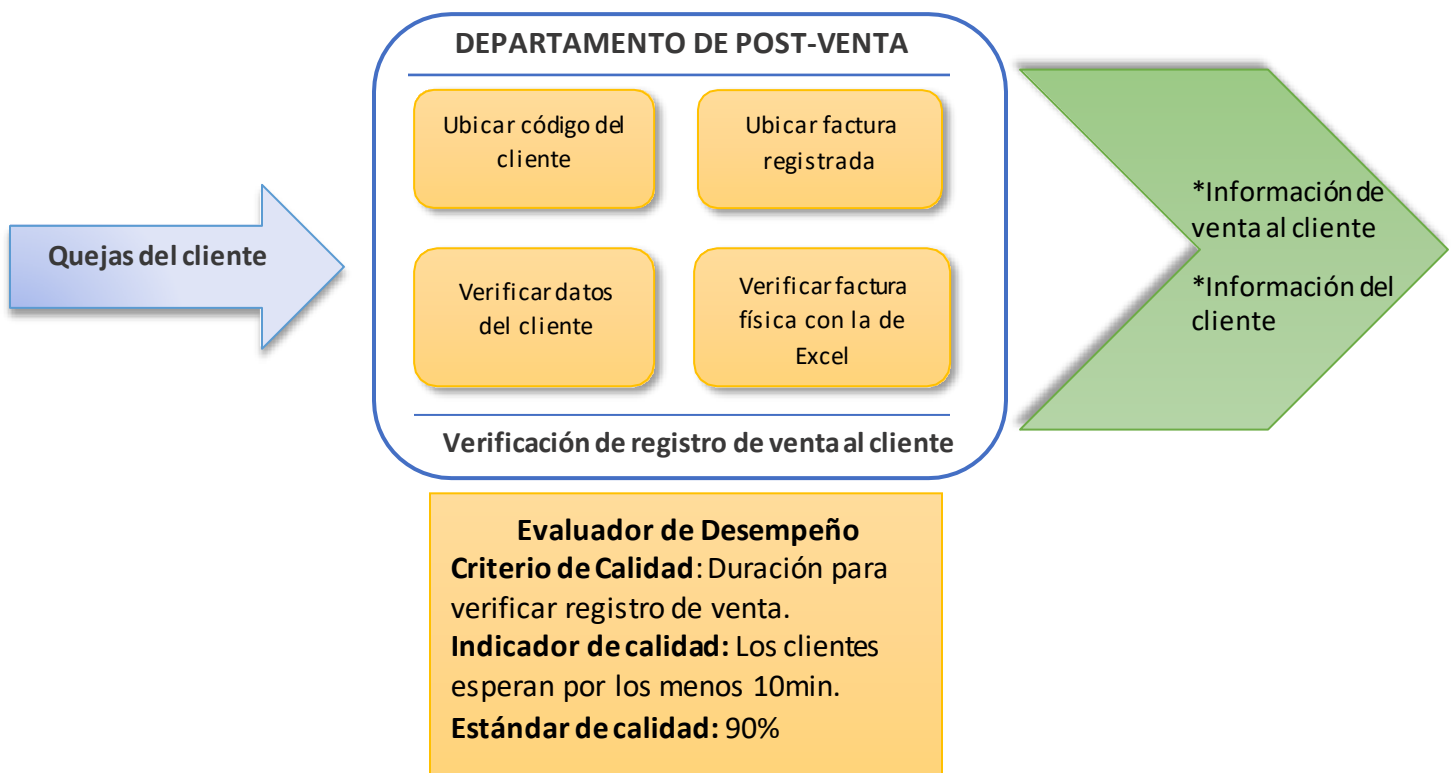 DEPARTAMENTO DE POST-VENTA
Ubicar código del
cliente
Ubicar factura
registrada
Quejas del cliente
Verificar datos
del cliente
Verificar factura
física con la de
Excel
Verificación de registro de venta al cliente
*Información de
venta al cliente
*Información del
cliente
Evaluador de Desempeño
Criterio de Calidad: Duración para
verificar registro de venta.
Indicador de calidad: Los clientes
esperan por los menos 10min.
Estándar de calidad: 90%